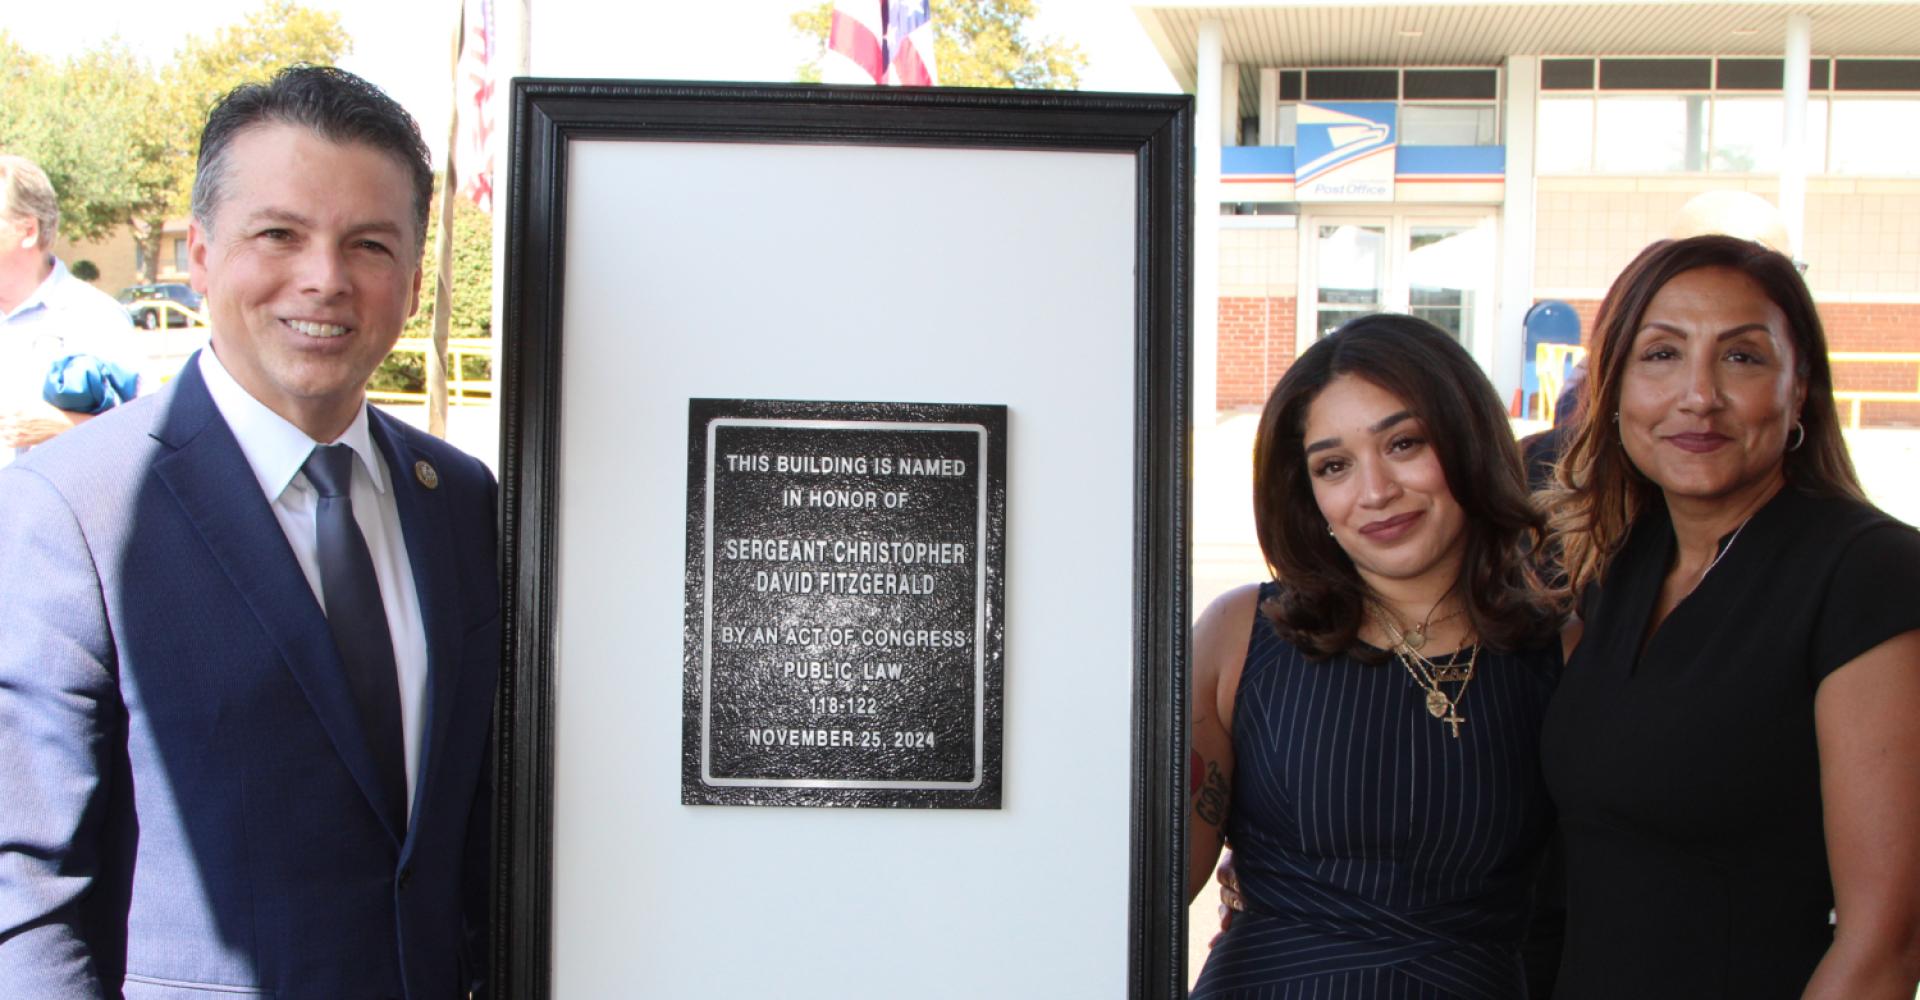 THIS BUILDING IS NAMED
IN HONOR OF
SERGEANT CHRISTOPHER
DAVID FITZGERALD
BY AN ACT OF CONGRESS
PUBLIC LAW
118-122
NOVEMBER 25, 2024
Post Office